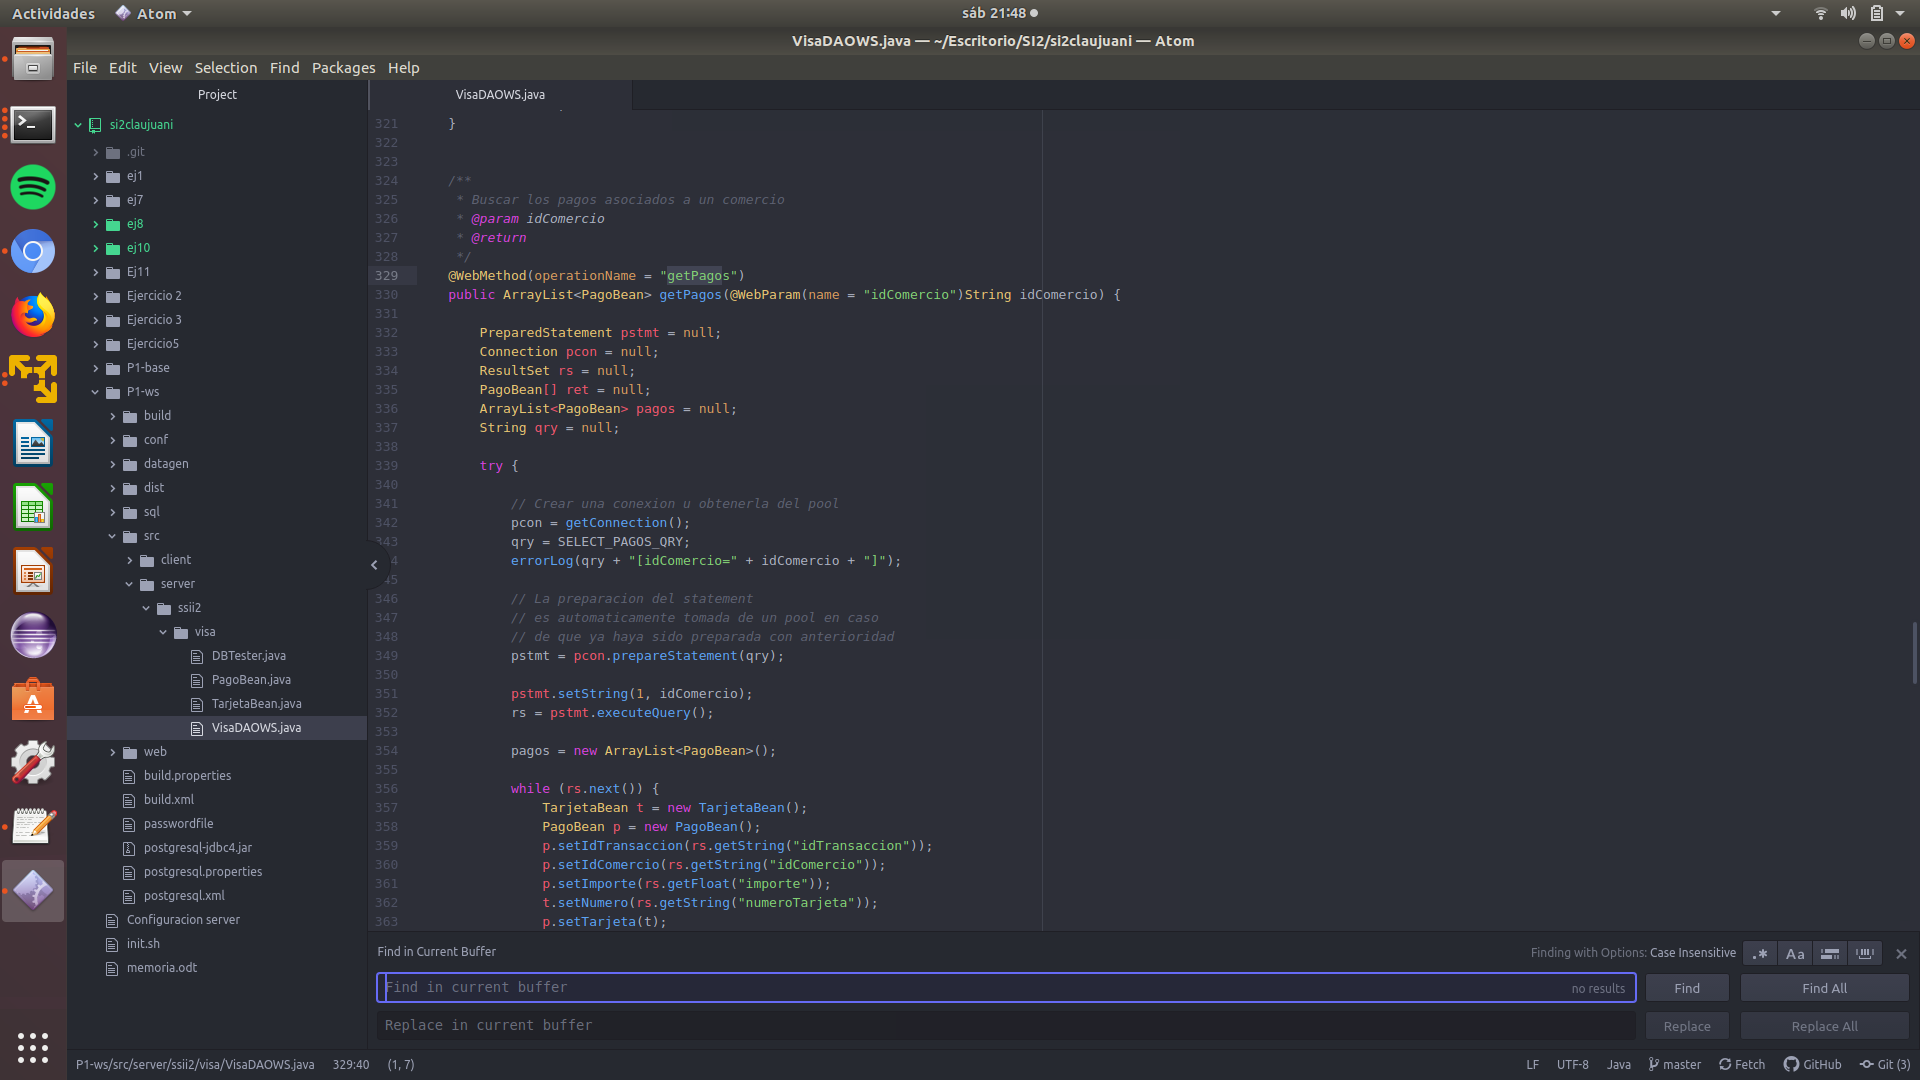 Actividades
Atom
sáb 21:48
VisaDAOWS.java — ~/Escritorio/SI2/si2claujuani — Atom
File Edit View Selection Find Packages Help
Project
si2claujuani
.git
ej1
ej7
ej8
ej10
Ej11
Ejercicio 2
Ejercicio 3
Ejercicio5
P1-base
P1-ws
build
conf
datagen
dist
sql
src
client
server
ssii2
visa
DBTester.java
PagoBean.java
TarjetaBean.java
VisaDAOWS.java
web
build.properties
build.xml
passwordfile
postgresql-jdbc4.jar
postgresql.properties
postgresql.xml
Configuracion server
init.sh
memoria.odt
VisaDAOWS.java
321 }
322
323
324 /**
325 * Buscar los pagos asociados a un comercio
326 * @param idComercio
327 * @return
328 */
329 @WebMethod(operationName = "getPagos")
330 public ArrayList<PagoBean> getPagos(@WebParam(name = "idComercio")String idComercio) {
331
332 PreparedStatement pstmt = null;
333 Connection pcon = null;
334 ResultSet rs = null;
335 PagoBean[] ret = null;
336 ArrayList<PagoBean> pagos = null;
337 String qry = null;
338
339 try {
340
341 // Crear una conexion u obtenerla del pool
342 pcon = getConnection();
343 qry = SELECT_PAGOS_QRY;
4 errorLog(qry + "[idComercio=" + idComercio + "]");
345
346 // La preparacion del statement
347 // es automaticamente tomada de un pool en caso
348 // de que ya haya sido preparada con anterioridad
349 pstmt = pcon.prepareStatement(qry);
350
351 pstmt.setString(1, idComercio);
352 rs = pstmt.executeQuery();
353
354 pagos = new ArrayList<PagoBean>();
355
356 while (rs.next()) {
357 TarjetaBean t = new TarjetaBean();
358 PagoBean p = new PagoBean();
359 p.setIdTransaccion(rs.getString("idTransaccion"));
360 p.setIdComercio(rs.getString("idComercio"));
361 p.setImporte(rs.getFloat("importe"));
362 t.setNumero(rs.getString("numeroTarjeta"));
363 p.setTarjeta(t);
Find in Current Buffer
Finding with Options: Case Insensitive
.* Aa
Find in current buffer
no results
Find
Find All
Replace in current buffer
Replace
Replace All
P1-ws/src/server/ssii2/visa/VisaDAOWS.java 329:40 (1, 7)
LF UTF-8 Java master Fetch GitHub Git (3)